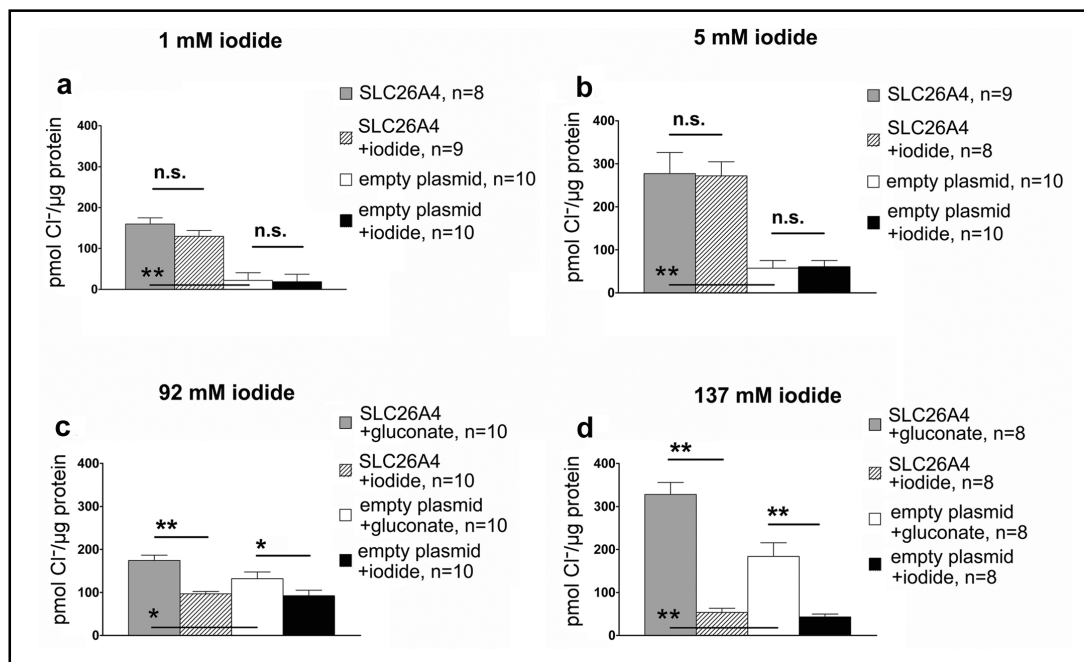 1 mM iodide
a
pmol Cl⁻/µg protein
400
300
200
100
0
n.s.
n.s.
**
SLC26A4, n=8
SLC26A4
+iodide, n=9
empty plasmid, n=10
empty plasmid
+iodide, n=10
5 mM iodide
b
pmol Cl⁻/µg protein
400
300
200
100
0
n.s.
n.s.
**
SLC26A4, n=9
SLC26A4
+iodide, n=8
empty plasmid, n=10
empty plasmid
+iodide, n=10
92 mM iodide
c
pmol Cl⁻/µg protein
400
300
200
100
0
**
*
*
SLC26A4
+gluconate, n=10
SLC26A4
+iodide, n=10
empty plasmid
+gluconate, n=10
empty plasmid
+iodide, n=10
137 mM iodide
d
pmol Cl⁻/µg protein
400
300
200
100
0
**
**
**
SLC26A4
+gluconate, n=8
SLC26A4
+iodide, n=8
empty plasmid
+gluconate, n=8
empty plasmid
+iodide, n=8